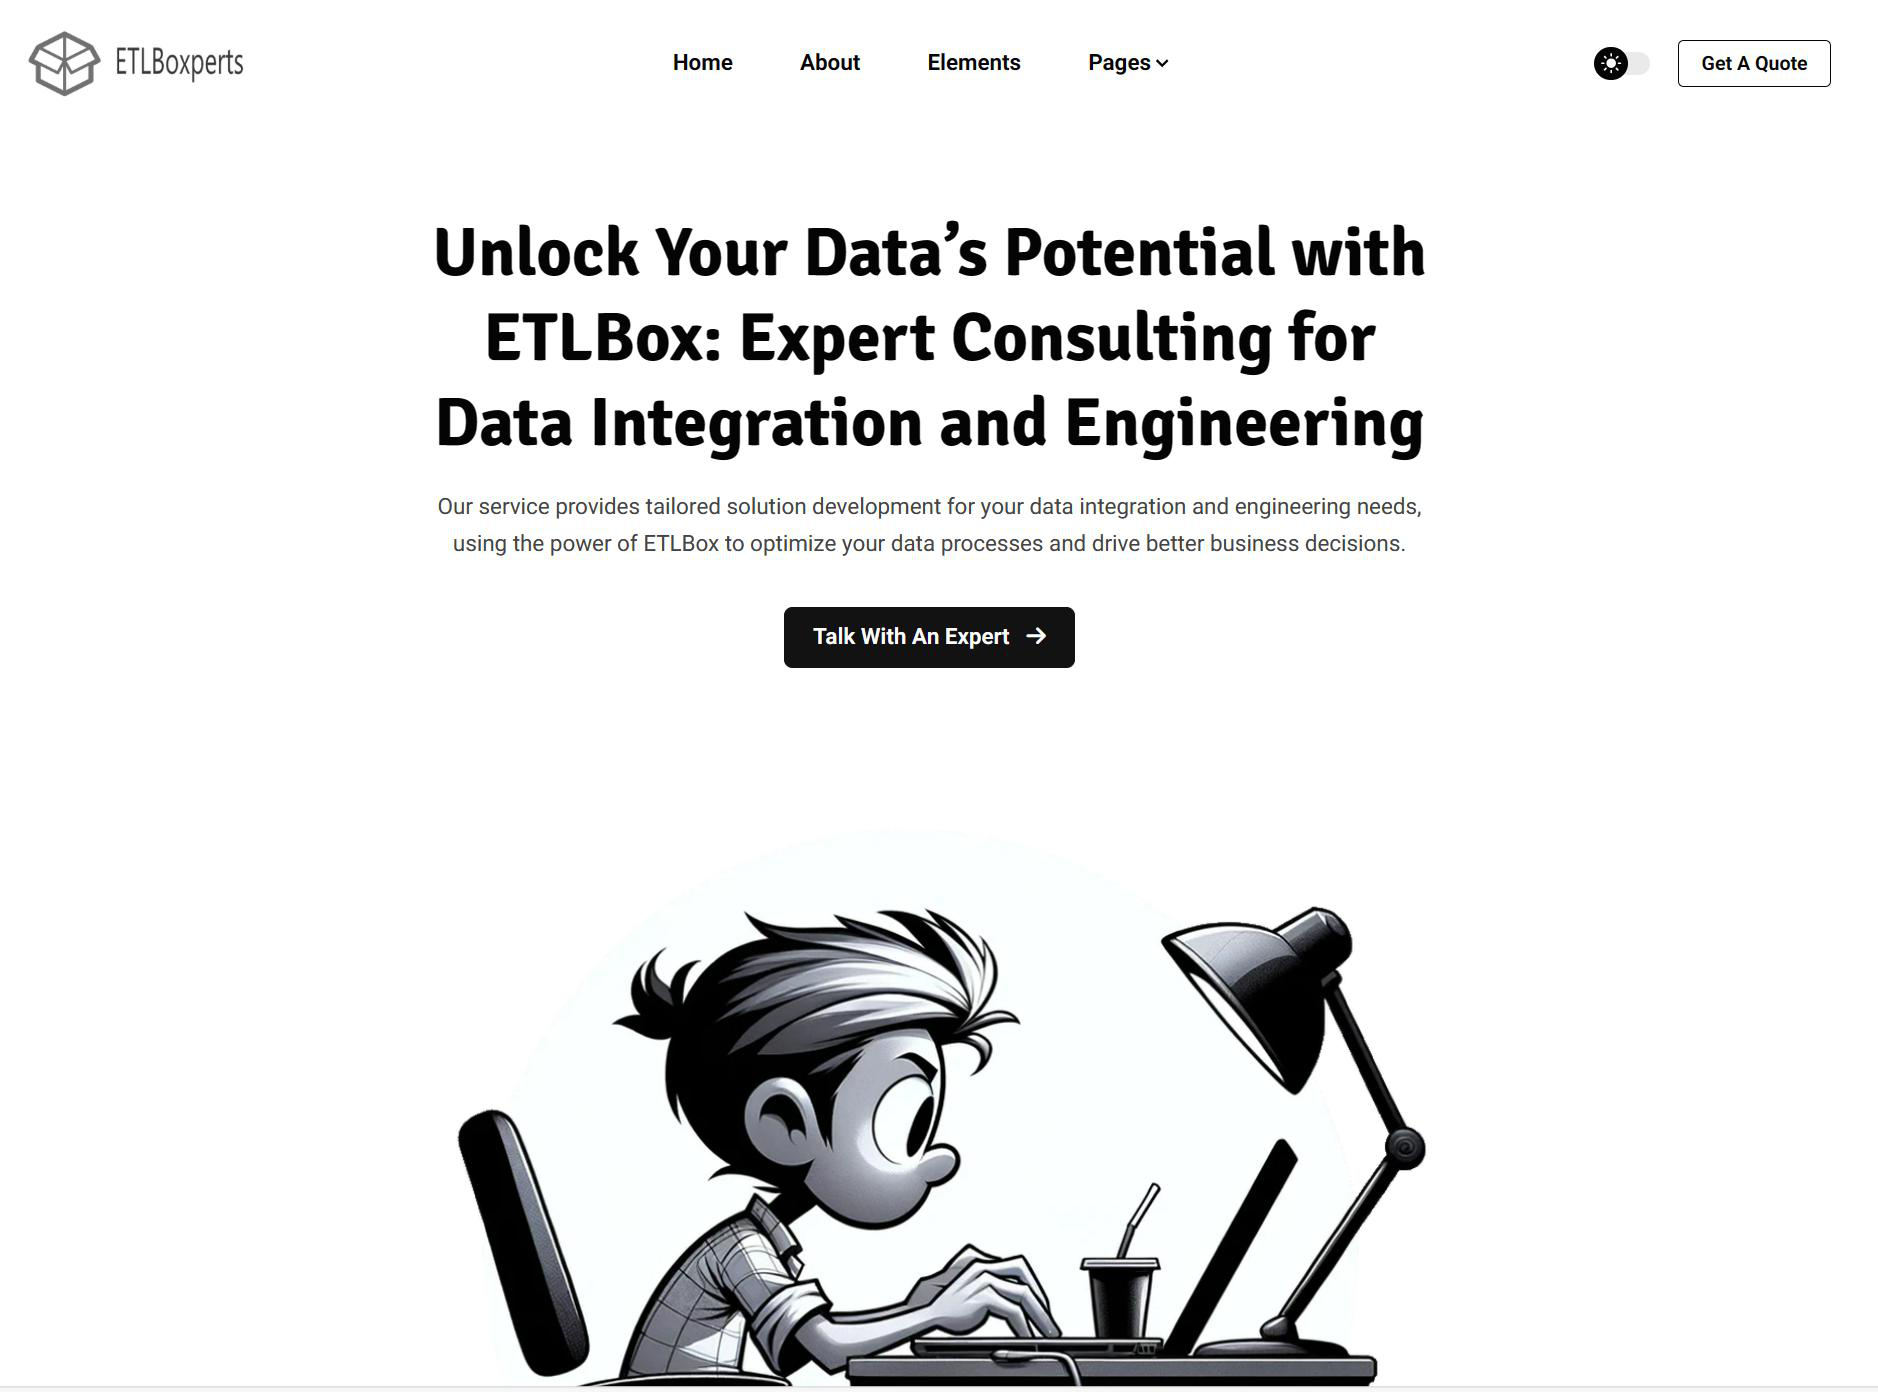 ETLBoxperts
Home About Elements Pages
Get A Quote
Unlock Your Data’s Potential with
ETLBox: Expert Consulting for
Data Integration and Engineering
Our service provides tailored solution development for your data integration and engineering needs,
using the power of ETLBox to optimize your data processes and drive better business decisions.
Talk With An Expert